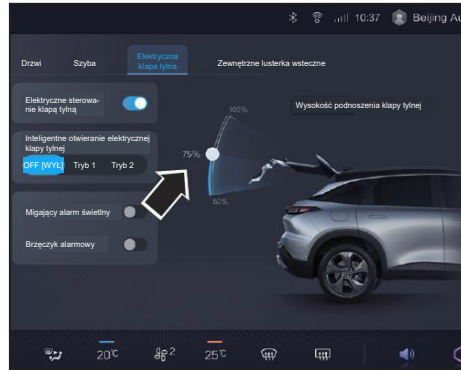 10:37 Beijing Au
Drzwi Szyba Elektryczna klapa tylna Zewnętrzne lusterka wsteczne
Elektryczne sterowa-
nie klapą tylną
Wysokość podnoszenia klapy tylnej
100%
Inteligentne otwieranie elektrycznej
klapy tylnej
75%
OFF [WYŁ] Tryb 1 Tryb 2
50%
Migający alarm świetlny
Brzęczyk alarmowy
20°C 2 25°C